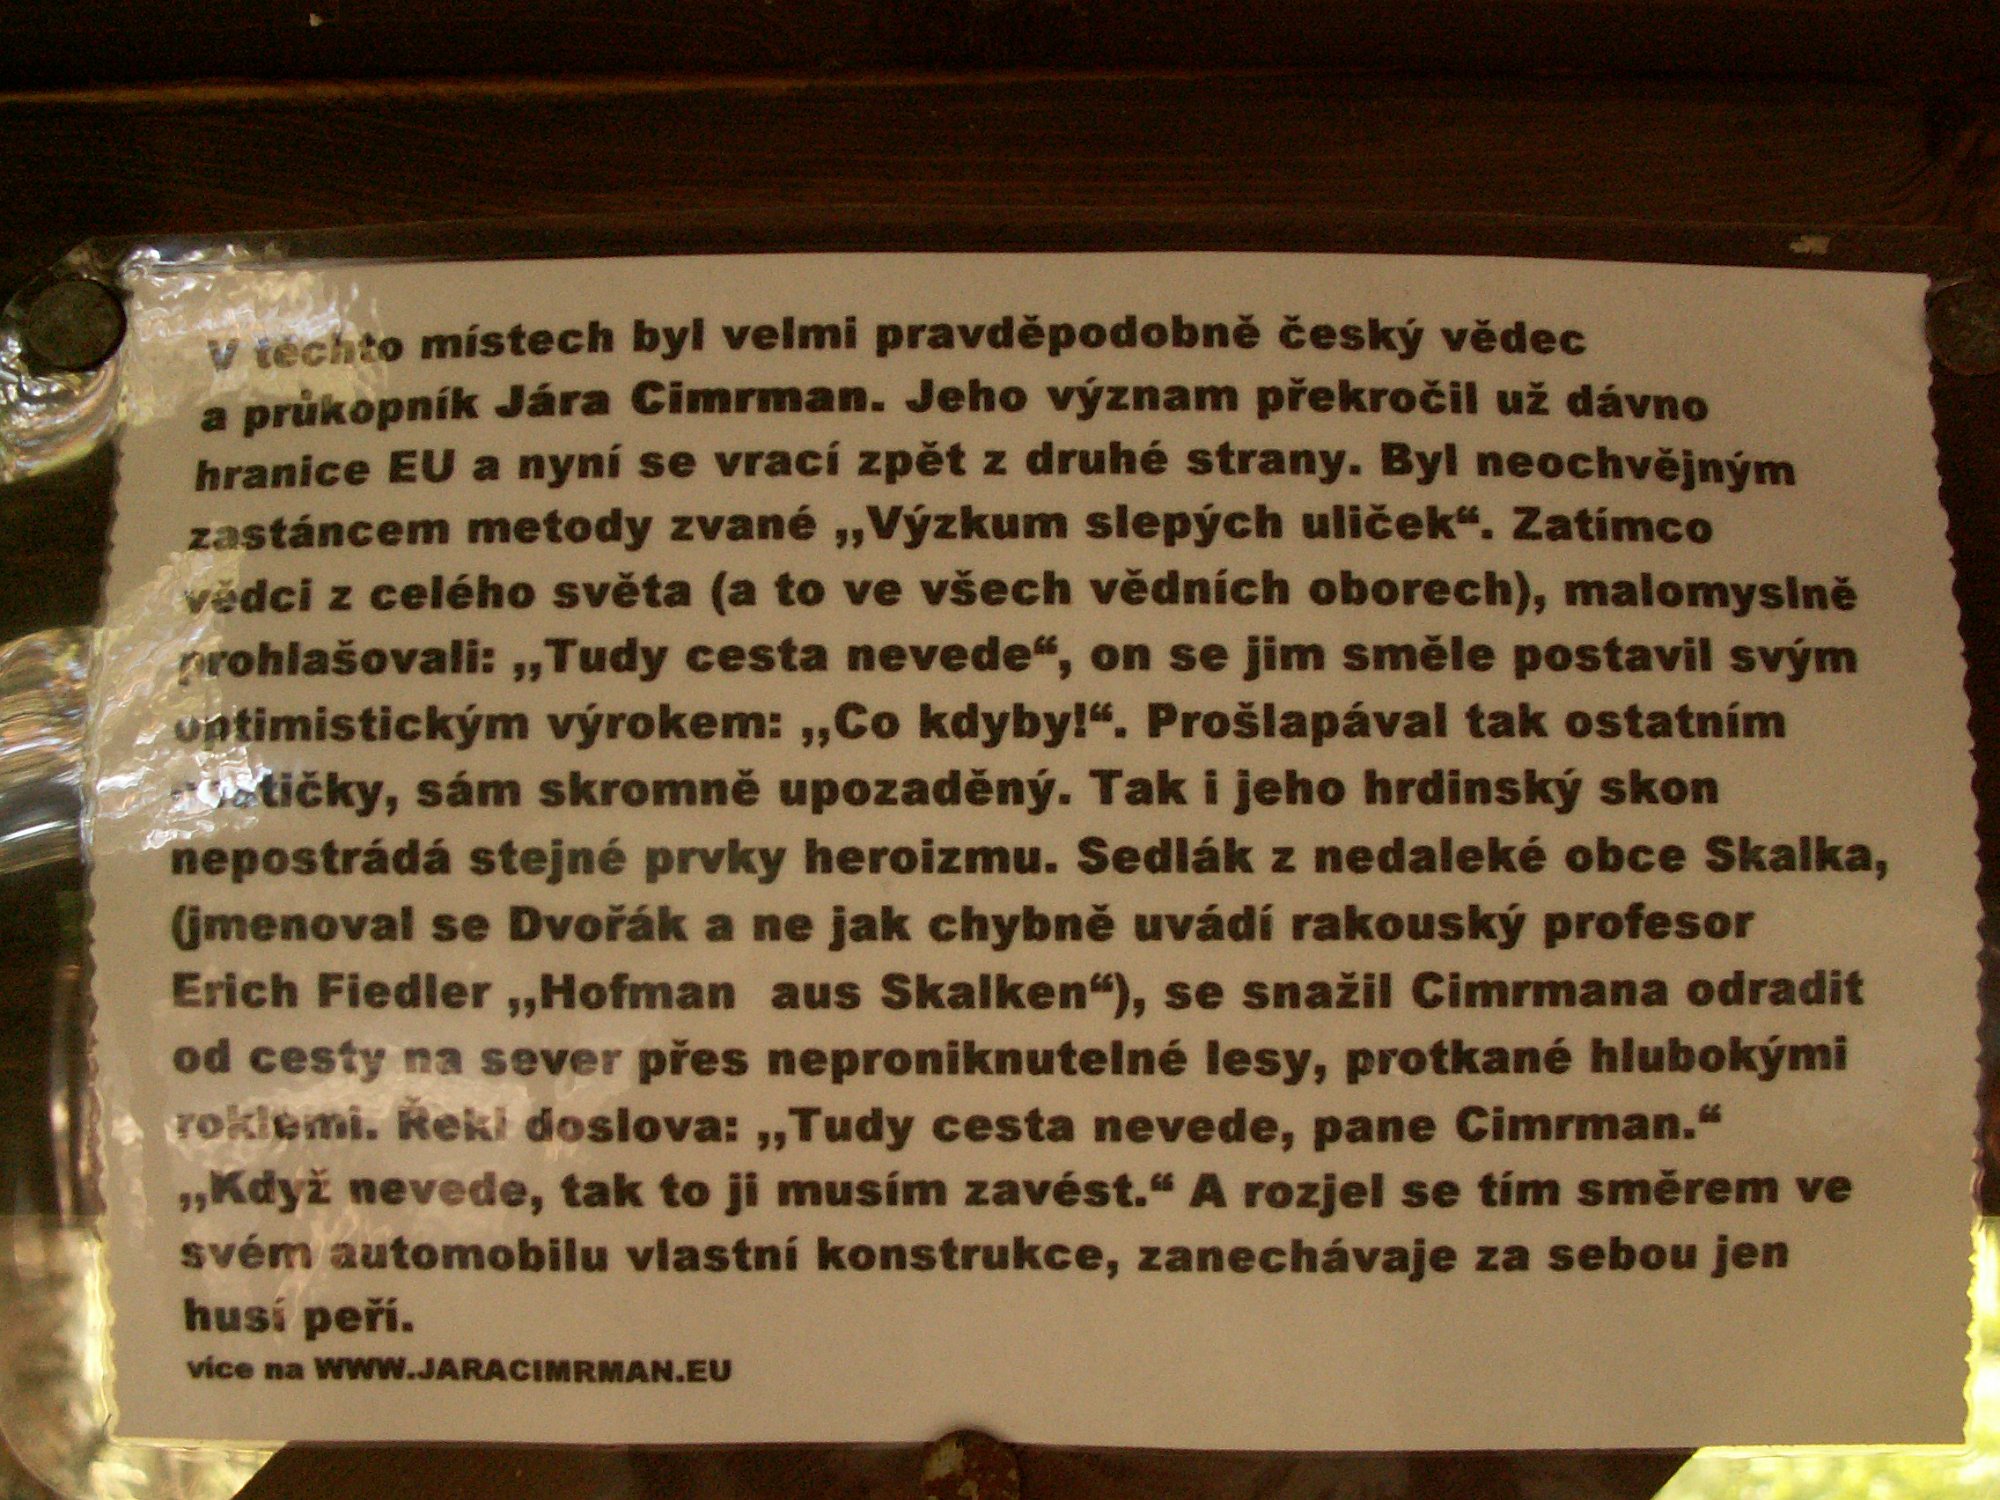 V těchto místech byl velmi pravděpodobně český vědec
a průkopník Jára Cimrman. Jeho význam překročil už dávno
hranice EU a nyní se vrací zpět z druhé strany. Byl neochvějným
zastáncem metody zvané ,,Výzkum slepých uliček“. Zatímco
vědci z celého světa (a to ve všech vědních oborech), malomyslně
prohlašovali: ,,Tudy cesta nevede“, on se jim směle postavil svým
optimistickým výrokem: ,,Co kdyby!“. Prošlapával tak ostatním
sám skromně upozaděný. Tak i jeho hrdinský skon
nepostrádá stejné prvky heroizmu. Sedlák z nedaleké obce Skalka,
(jmenoval se Dvořák a ne jak chybně uvádí rakouský profesor
Erich Fiedler ,,Hofman aus Skalken“), se snažil Cimrmana odradit
od cesty na sever přes neproniknutelné lesy, protkané hlubokými
roklemi. Řekl doslova: ,,Tudy cesta nevede, pane Cimrman.“
,,Když nevede, tak to ji musím zavést.“ A rozjel se tím směrem ve
svém automobilu vlastní konstrukce, zanechávaje za sebou jen
husí peří.
více na WWW.JARACIMRMAN.EU